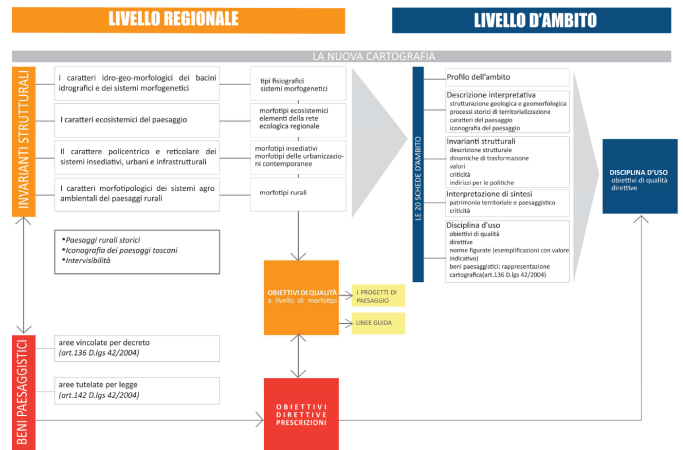 LIVELLO REGIONALE
LIVELLO D'AMBITO
LA NUOVA CARTOGRAFIA
INVARIANTI STRUTTURALI
I caratteri idro-geo-morfologici dei bacini
idrografici e dei sistemi morfogenetici
I caratteri ecosistemici del paesaggio
Il carattere policentrico e reticolare dei
sistemi insediativi, urbani e infrastrutturali
I caratteri morfotipologici dei sistemi agro
ambientali dei paesaggi rurali
tipi fisiografici
sistemi morfogenetici
morfotipi ecosistemici
elementi della rete
ecologica regionale
morfotipi insediativi
morfotipi delle urbanizzazio-
ni contemporanee
morfotipi rurali
•Paesaggi rurali storici
•Iconografia dei paesaggi toscani
•Intervisibilità
OBIETTIVI DI QUALITÀ
a livello di morfotipi
I PROGETTI DI
PAESAGGIO
LINEE GUIDA
BENI PAESAGGISTICI
aree vincolate per decreto
(art.136 D.lgs 42/2004)
aree tutelate per legge
(art.142 D.lgs 42/2004)
OBIETTIVI
DIRETTIVE
PRESCRIZIONI
LE 20 SCHEDE D'AMBITO
Profilo dell'ambito
Descrizione interpretativa
strutturazione geologica e geomorfologica
processi storici di territorializzazione
caratteri del paesaggio
iconografia del paesaggio
Invarianti strutturali
descrizione strutturale
dinamiche di trasformazione
valori
criticità
indirizzi per le politiche
Interpretazione di sintesi
patrimonio territoriale e paesaggistico
criticità
Disciplina d'uso
obiettivi di qualità
direttive
norme figurate (esemplificazioni con valore
indicativo)
beni paesaggistici: rappresentazione
cartografica(art.136 D.lgs 42/2004)
DISCIPLINA D'USO
obiettivi di qualità
direttive